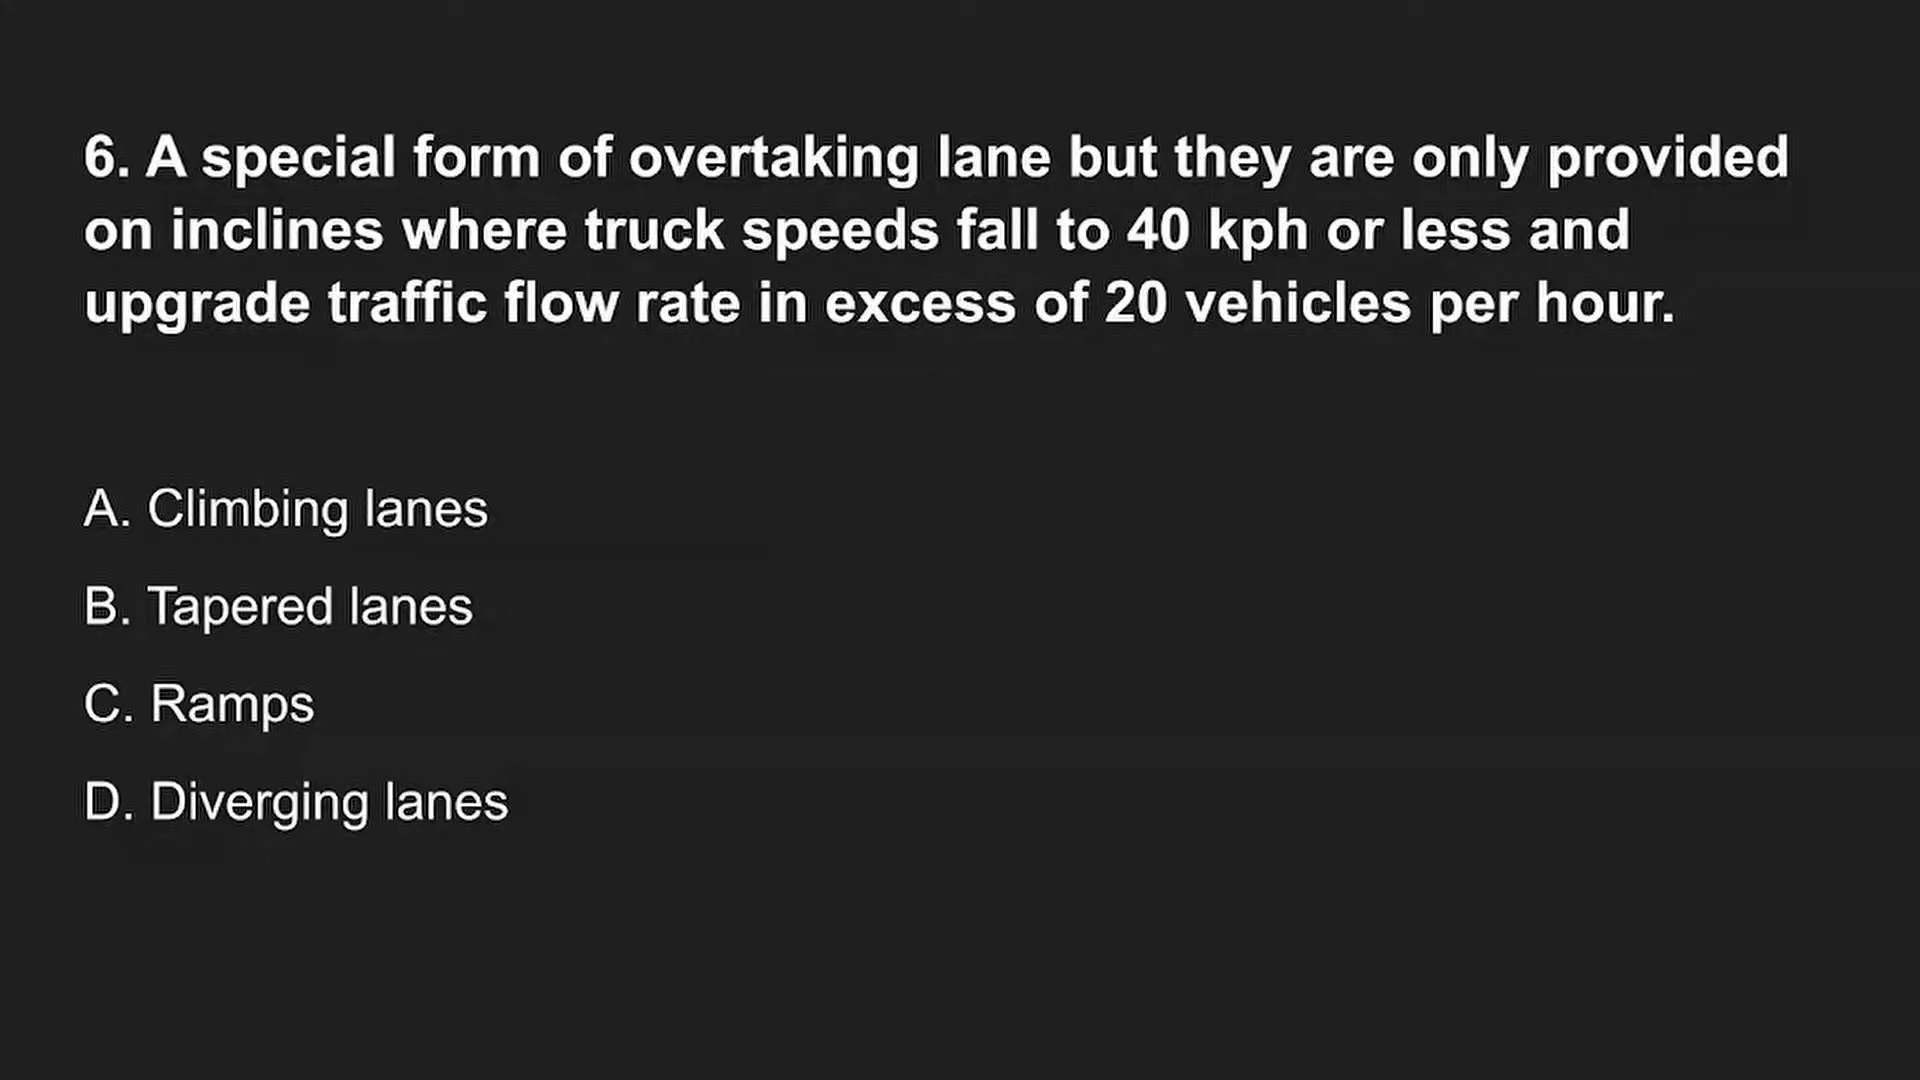 6. A special form of overtaking lane but they are only provided
on inclines where truck speeds fall to 40 kph or less and
upgrade traffic flow rate in excess of 20 vehicles per hour.
A. Climbing lanes
B. Tapered lanes
C. Ramps
D. Diverging lanes